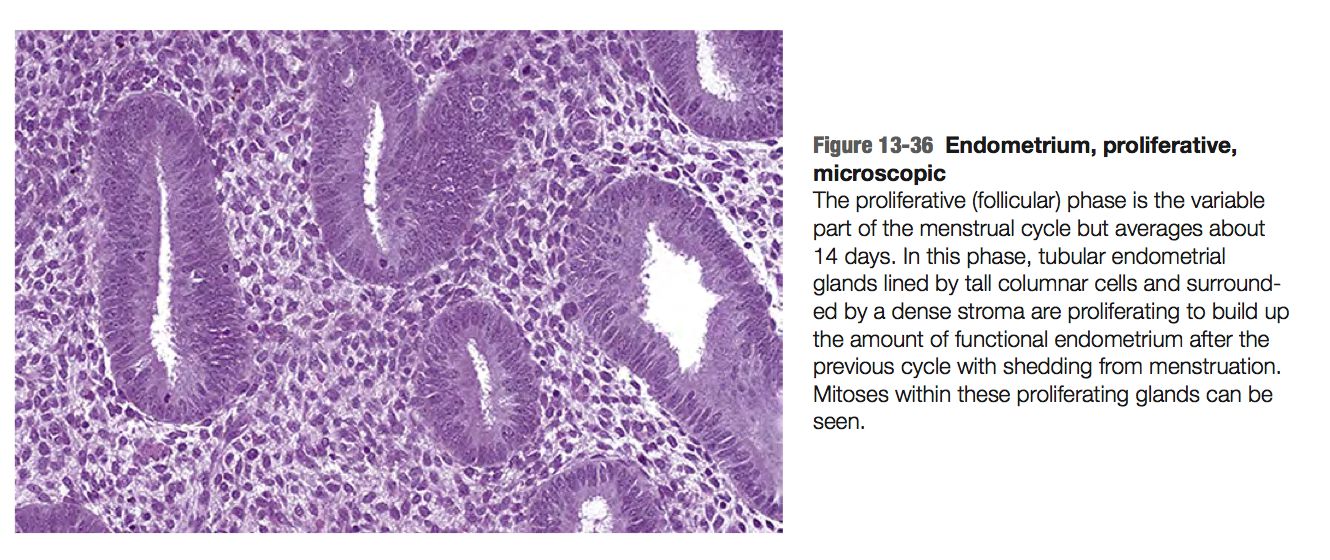 Figure 13-36 Endometrium, proliferative,
microscopic
The proliferative (follicular) phase is the variable
part of the menstrual cycle but averages about
14 days. In this phase, tubular endometrial
glands lined by tall columnar cells and surround-
ed by a dense stroma are proliferating to build up
the amount of functional endometrium after the
previous cycle with shedding from menstruation.
Mitoses within these proliferating glands can be
seen.